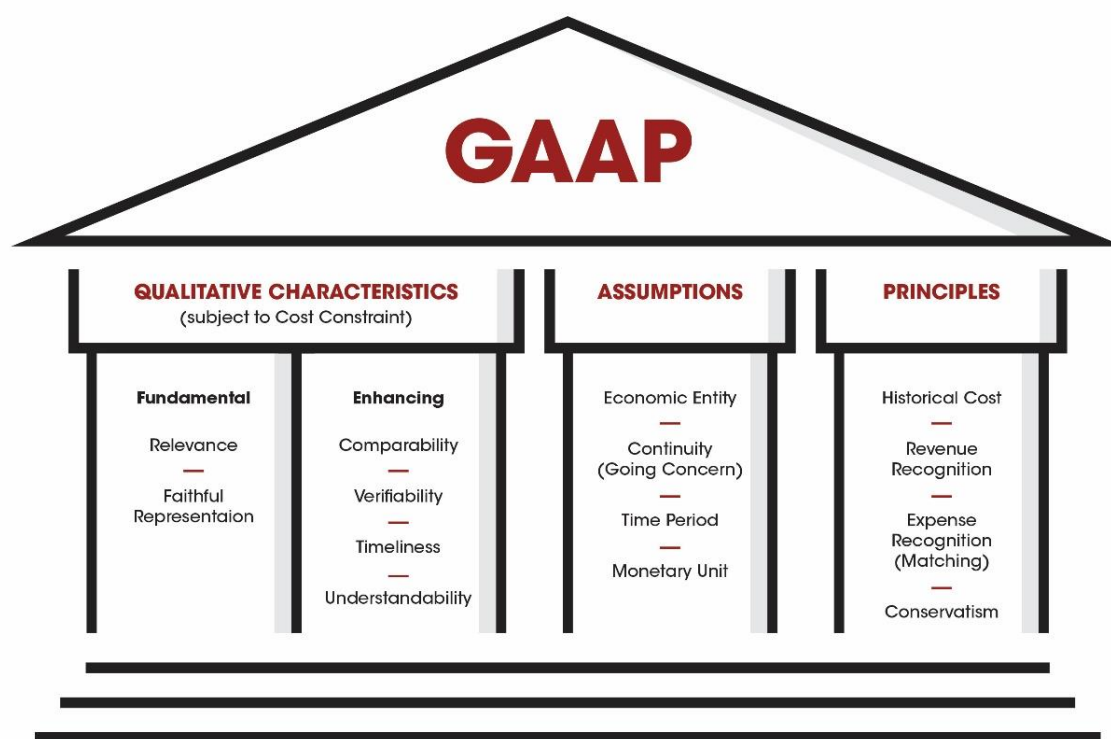 GAAP
QUALITATIVE CHARACTERISTICS
(subject to Cost Constraint)
Fundamental
Relevance
Faithful
Representaion
Enhancing
Comparability
Verifiability
Timeliness
Understandability
ASSUMPTIONS
Economic Entity
Continuity
(Going Concern)
Time Period
Monetary Unit
PRINCIPLES
Historical Cost
Revenue
Recognition
Expense
Recognition
(Matching)
Conservatism